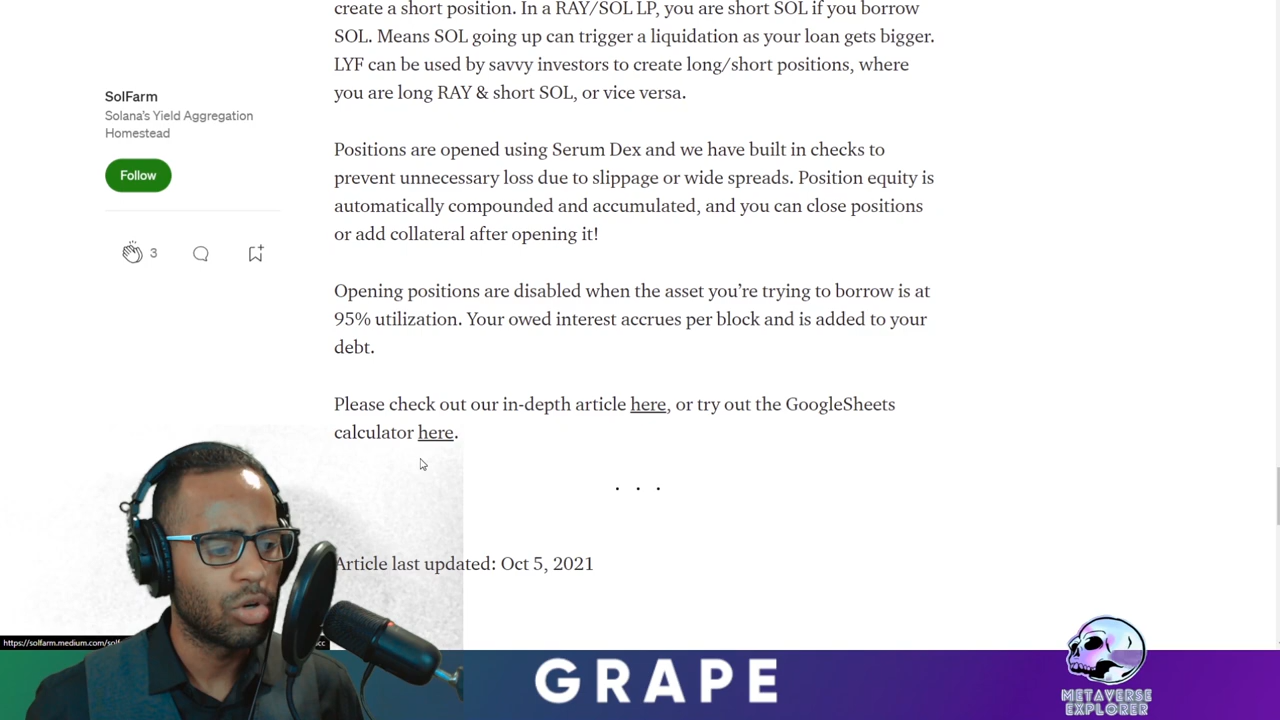 create a short position. In a RAY/SOL LP, you are short SOL if you borrow
SOL. Means SOL going up can trigger a liquidation as your loan gets bigger.
LYF can be used by savvy investors to create long/short positions, where
you are long RAY & short SOL, or vice versa.
SolFarm
Solana's Yield Aggregation
Homestead
Follow
3
Positions are opened using Serum Dex and we have built in checks to
prevent unnecessary loss due to slippage or wide spreads. Position equity is
automatically compounded and accumulated, and you can close positions
or add collateral after opening it!
Opening positions are disabled when the asset you're trying to borrow is at
95% utilization. Your owed interest accrues per block and is added to your
debt.
Please check out our in-depth article here, or try out the GoogleSheets
calculator here.
. . .
Article last updated: Oct 5, 2021
GRAPE
METAVERSE
EXPLORER